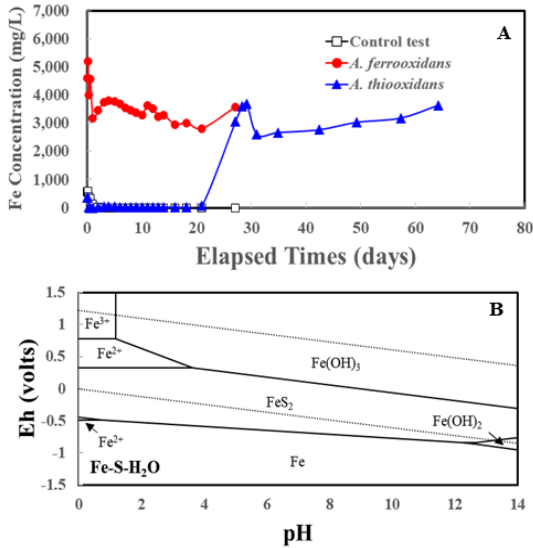 A
Fe Concentration (mg/L)
7,000
6,000
5,000
4,000
3,000
2,000
1,000
0
Control test
A. ferrooxidans
A. thiooxidans
0 10 20 30 40 50 60 70 80
Elapsed Times (days)
B
Eh (volts)
1.5
1
0.5
0
-0.5
-1
-1.5
Fe³⁺
Fe²⁺
Fe(OH)₃
FeS₂
Fe(OH)₂
Fe²⁺
Fe
Fe-S-H₂O
0 2 4 6 8 10 12 14
pH